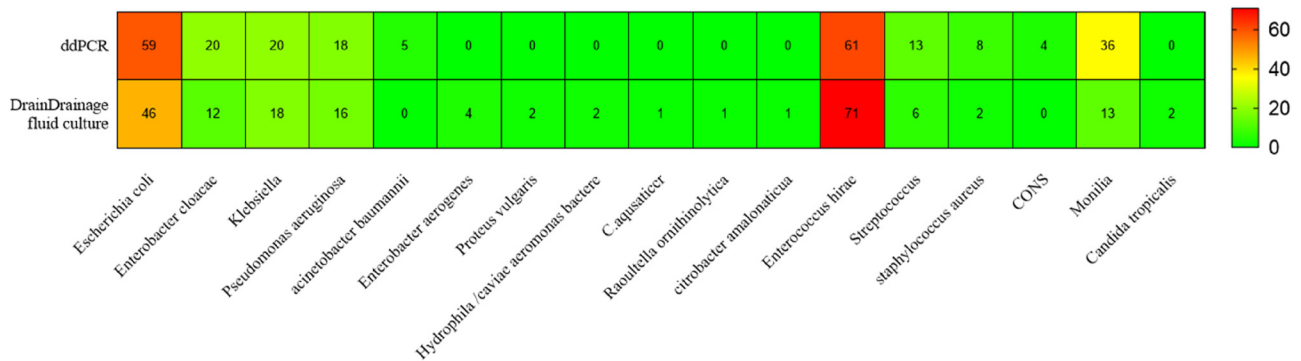 ddPCR 59 20 20 18 5 0 0 0 0 0 0 61 13 8 4 36 0
DrainDrainage
fluid culture
46 12 18 16 0 4 2 2 1 1 1 71 6 2 0 13 2
60
40
20
0
Escherichia coli
Enterobacter cloacae
Klebsiella
Pseudomonas aeruginosa
acinetobacter baumannii
Enterobacter aerogenes
Proteus vulgaris
Hydrophila /caviae aeromonas bactere
C.aqusaticcr
Raoultella ornithinolytica
citrobacter amalonaticua
Enterococcus hirae
Streptococcus
staphylococcus aureus
CONS
Monilia
Candida tropicalis